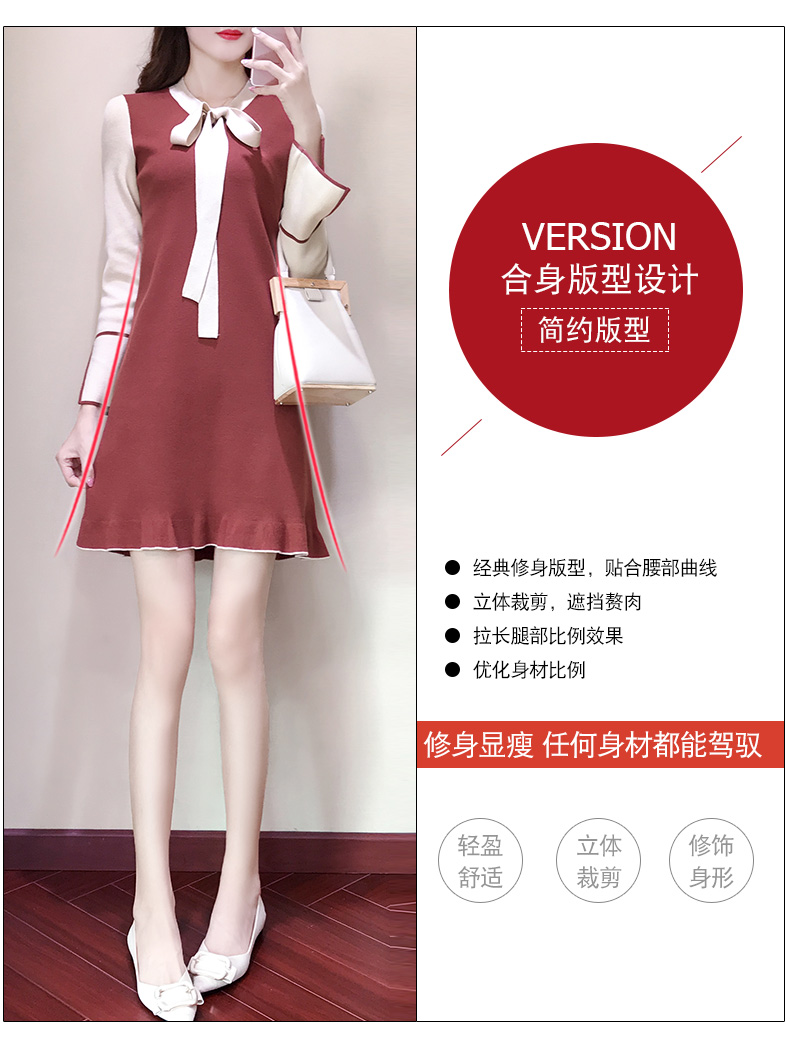 VERSION
合身版型设计
简约版型
经典修身版型，贴合腰部曲线
立体裁剪，遮挡赘肉
拉长腿部比例效果
优化身材比例
修身显瘦 任何身材都能驾驭
轻盈
舒适
立体
裁剪
修饰
身形